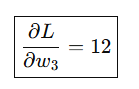 ∂L/∂w₃ = 12